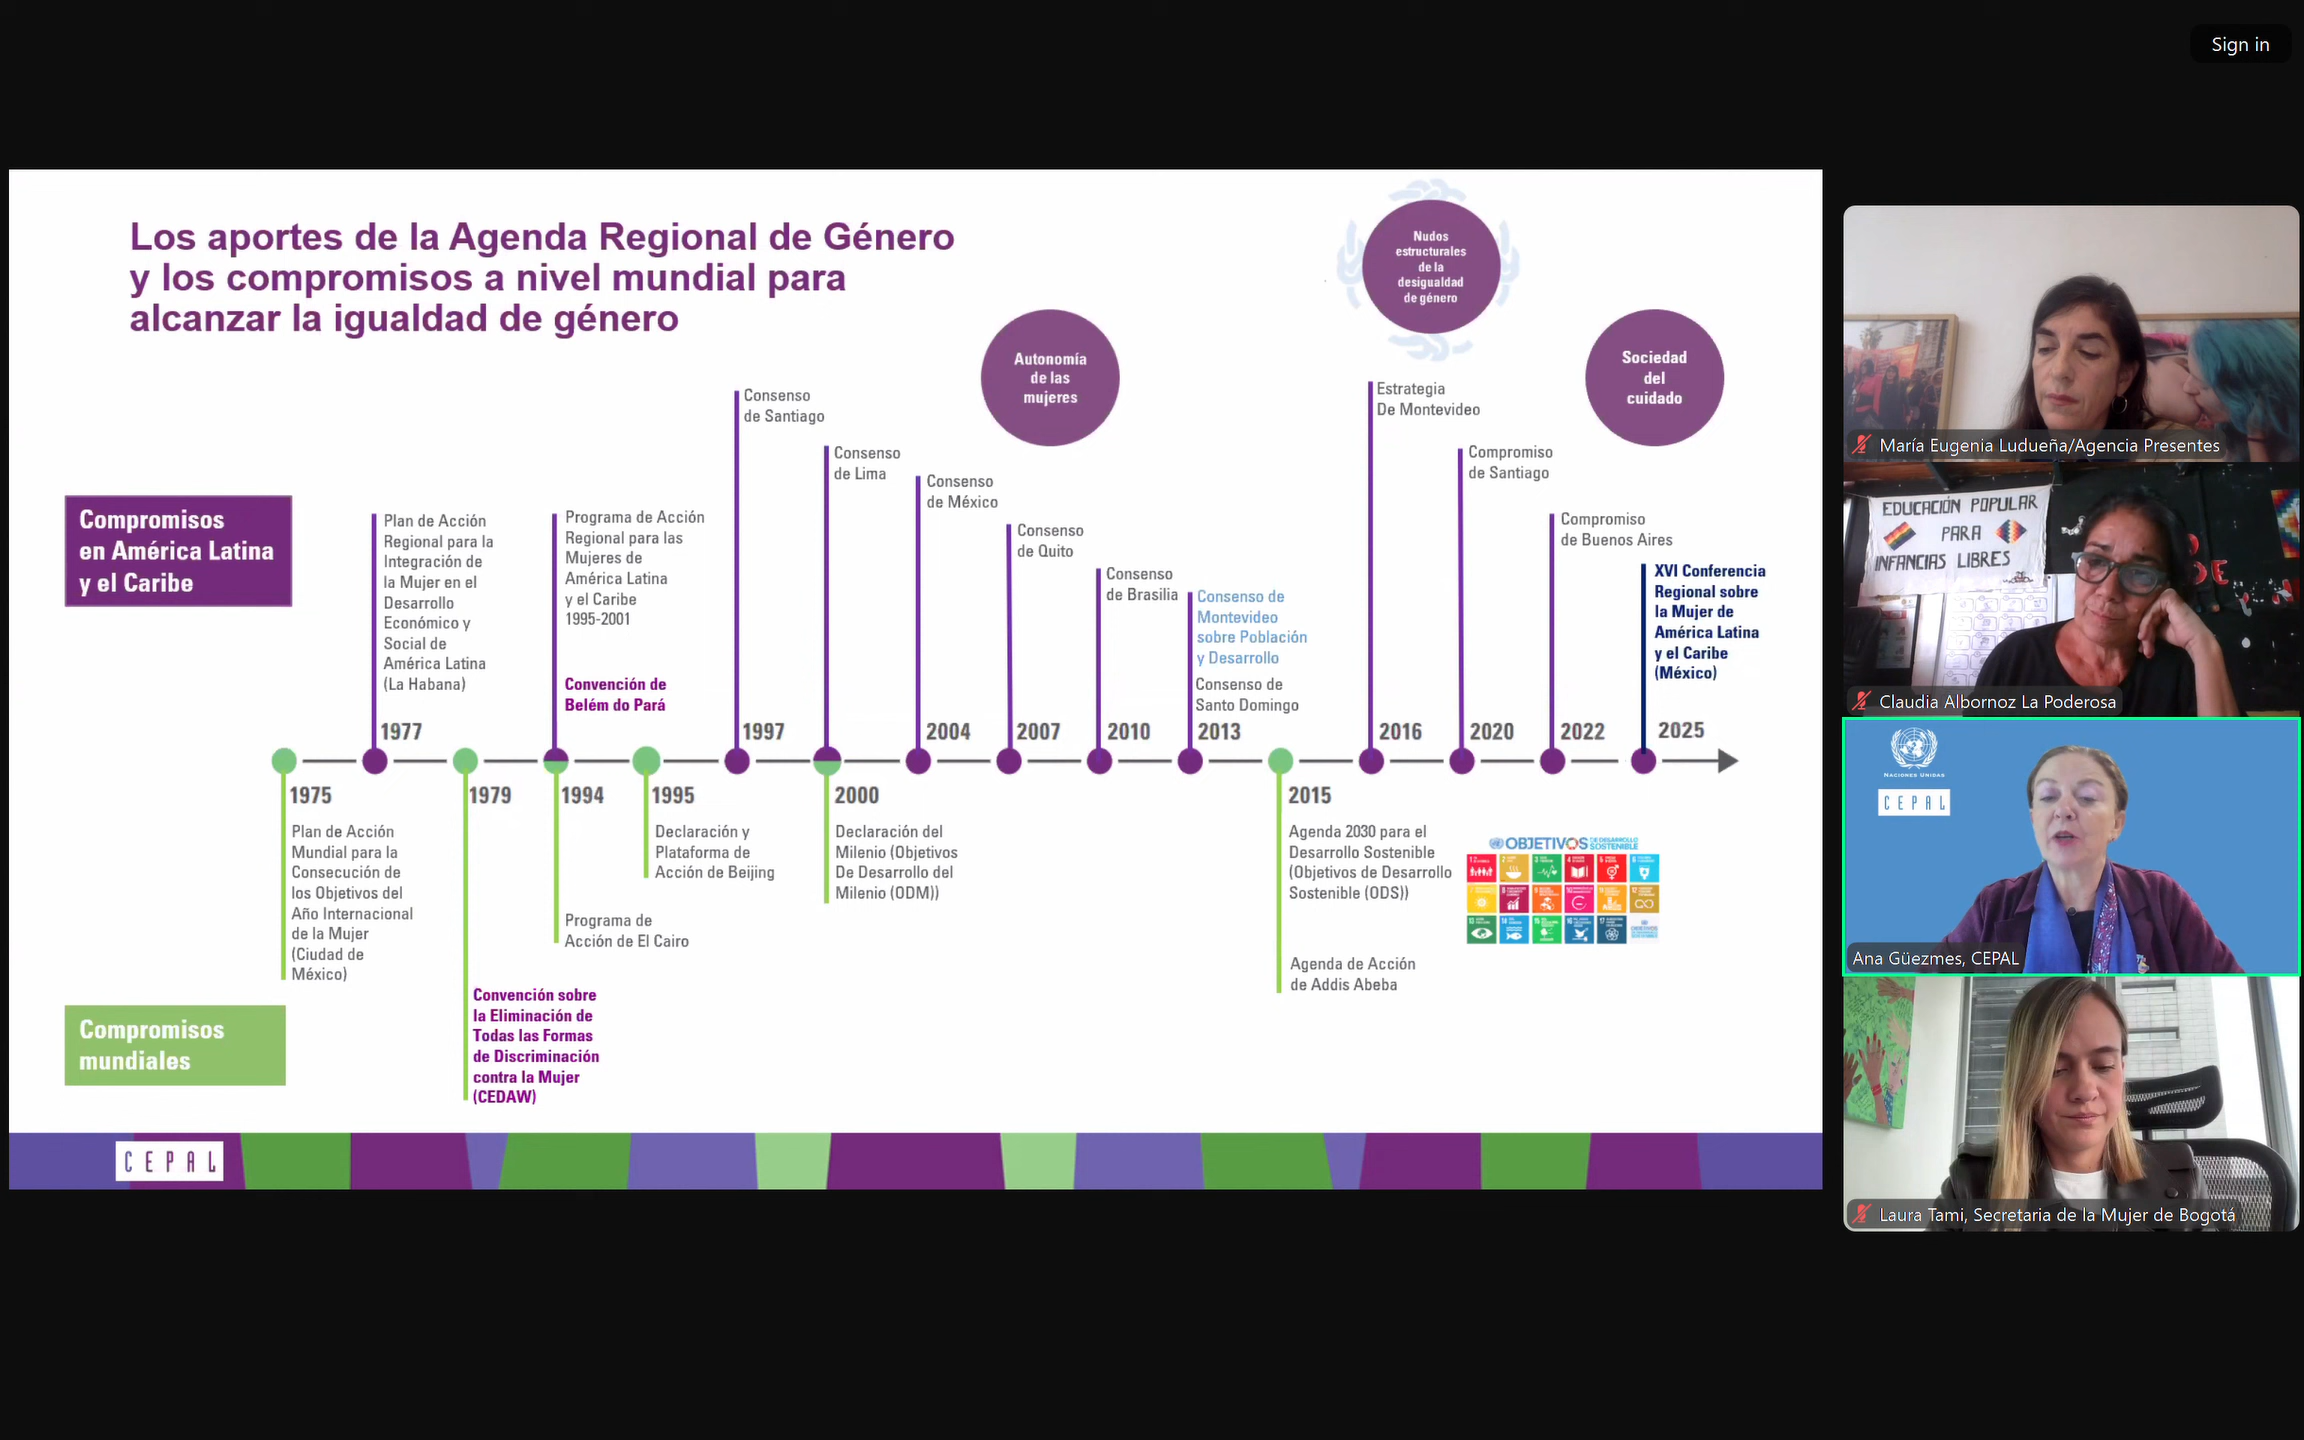 Sign in
Los aportes de la Agenda Regional de Género
y los compromisos a nivel mundial para
alcanzar la igualdad de género
Nudos
estructurales
de la
desigualdad
de género
Autonomía
de las
mujeres
Sociedad
del
cuidado
Compromisos
en América Latina
y el Caribe
Plan de Acción
Regional para la
Integración de
la Mujer en el
Desarrollo
Económico y
Social de
América Latina
(La Habana)
1977
Programa de Acción
Regional para las
Mujeres de
América Latina
y el Caribe
1995-2001
Convención de
Belém do Pará
Consenso
de Santiago
1997
Consenso
de Lima
Consenso
de México
2004
Consenso
de Quito
2007
Consenso
de Brasilia
2010
Consenso de
Montevideo
sobre Población
y Desarrollo
Consenso de
Santo Domingo
2013
Estrategia
De Montevideo
2016
Compromiso
de Santiago
2020
Compromiso
de Buenos Aires
2022
XVI Conferencia
Regional sobre
la Mujer de
América Latina
y el Caribe
(México)
2025
1975
Plan de Acción
Mundial para la
Consecución de
los Objetivos del
Año Internacional
de la Mujer
(Ciudad de
México)
1979
Convención sobre
la Eliminación de
Todas las Formas
de Discriminación
contra la Mujer
(CEDAW)
1994
Programa de
Acción de El Cairo
1995
Declaración y
Plataforma de
Acción de Beijing
2000
Declaración del
Milenio (Objetivos
De Desarrollo del
Milenio (ODM))
2015
Agenda 2030 para el
Desarrollo Sostenible
(Objetivos de Desarrollo
Sostenible (ODS))
Agenda de Acción
de Addis Abeba
OBJETIVOS DE DESARROLLO
SOSTENIBLE
Compromisos
mundiales
CEPAL
María Eugenia Ludueña/Agencia Presentes
EDUCACIÓN POPULAR
PARA
INFANCIAS LIBRES
Claudia Albornoz La Poderosa
NACIONES UNIDAS
CEPAL
Ana Güezmes, CEPAL
Laura Tami, Secretaria de la Mujer de Bogotá